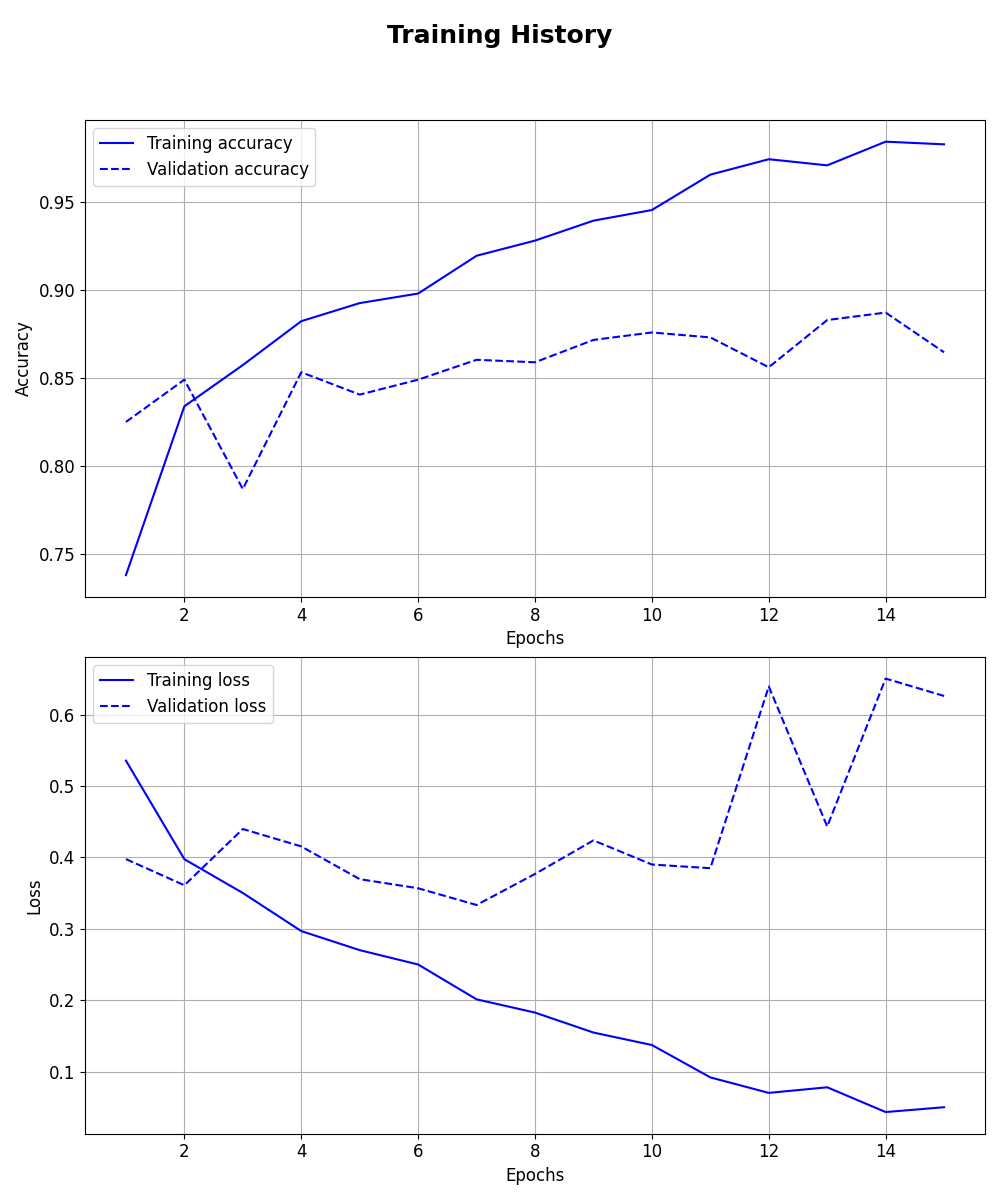 Training History
Training accuracy
Validation accuracy
0.95
0.90
0.85
0.80
0.75
Accuracy
2 4 6 8 10 12 14
Epochs
Training loss
Validation loss
0.6
0.5
0.4
0.3
0.2
0.1
Loss
2 4 6 8 10 12 14
Epochs